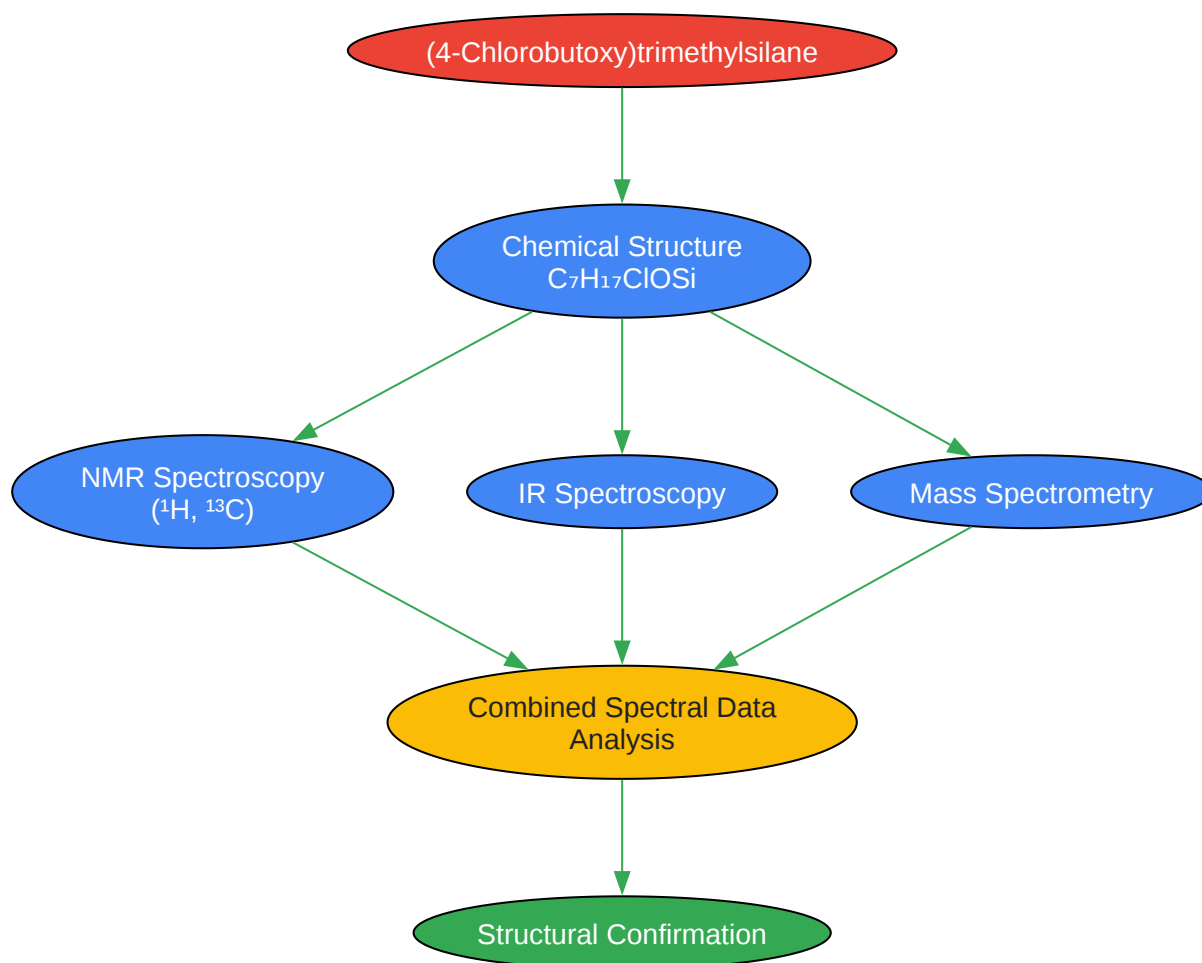 (4-Chlorobutoxy)trimethylsilane
Chemical Structure
C₇H₁₇ClOSi
NMR Spectroscopy
(¹H, ¹³C)
IR Spectroscopy
Mass Spectrometry
Combined Spectral Data
Analysis
Structural Confirmation